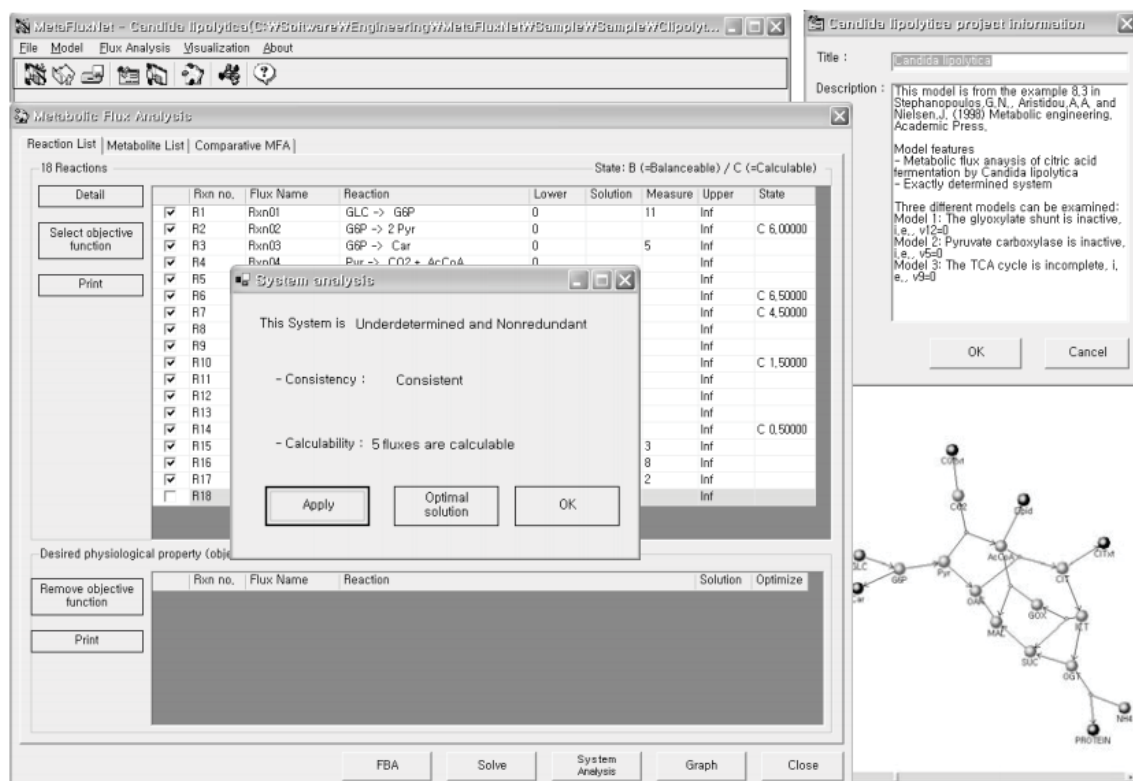 MetaFluxNet - Candida lipolytica(C:₩Software₩Engineering₩MetaFluxNet₩Sample₩Sample₩Clipolyt...
File Model Flux Analysis Visualization About
Metabolic Flux Analysis
Reaction List Metabolite List Comparative MFA
18 Reactions State: B (=Balanceable) / C (=Calculable)
Detail
Select objective function
Print
Rxn no. Flux Name Reaction Lower Solution Measure Upper State
R1 Rxn01 GLC -> G6P 0 11 Inf
R2 Rxn02 G6P -> 2 Pyr 0 Inf C 6,00000
R3 Rxn03 G6P -> Car 0 5 Inf
R4 Rxn04 Pyr -> CO2 + AcCoA 0 Inf
R5 Inf
R6 Inf C 6,50000
R7 Inf C 4,50000
R8 Inf
R9 Inf
R10 Inf C 1,50000
R11 Inf
R12 Inf
R13 Inf
R14 Inf C 0,50000
R15 3 Inf
R16 8 Inf
R17 2 Inf
R18 Inf
System analysis
This System is Underdetermined and Nonredundant
- Consistency : Consistent
- Calculability : 5 fluxes are calculable
Apply
Optimal solution
OK
Desired physiological property (obje
Remove objective function
Print
Rxn no. Flux Name Reaction Solution Optimize
FBA Solve System Analysis Graph Close
Candida lipolytica project information
Title : Candida lipolytica
Description : This model is from the example 8,3 in
Stephanopoulos,G,N,, Aristidou,A,A, and
Nielsen,J, (1998) Metabolic engineering,
Academic Press,
Model features
- Metabolic flux anaysis of citric acid
fermentation by Candida lipolytica
- Exactly determined system
Three different models can be examined:
Model 1: The glyoxylate shunt is inactive,
i,e,, v12=0
Model 2: Pyruvate carboxylase is inactive,
i,e,, v5=0
Model 3: The TCA cycle is incomplete, i,
e,, v9=0
OK Cancel
CO2
AcCoA
GLC
G6P
Pyr
CIT
CITxt
Car
OAA
GOX
ICT
MAL
SUC
OGT
NH4
PROTEIN